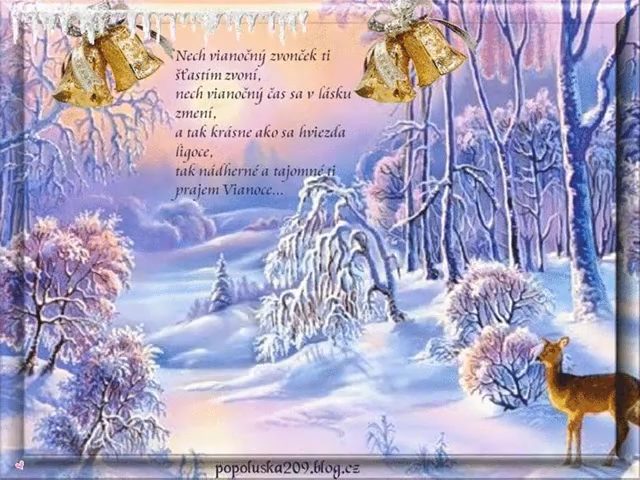 Nech vianočný zvonček ti
šťastím zvoní,
nech vianočný čas sa v lásku
zmení,
a tak krásne ako sa hviezda
ligoce,
tak nádherné a tajomné ti
prajem Vianoce...
popoluska209.blog.cz